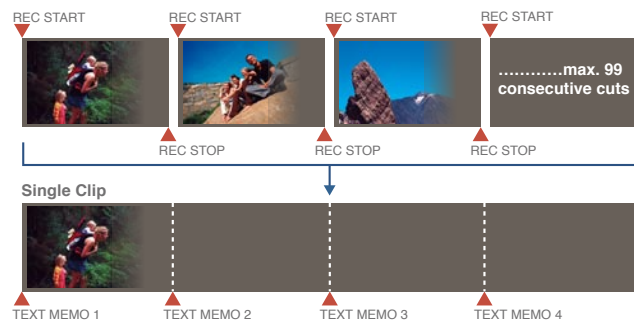 REC START
REC START
REC START
REC START
............max. 99
consecutive cuts
REC STOP
REC STOP
REC STOP
Single Clip
TEXT MEMO 1
TEXT MEMO 2
TEXT MEMO 3
TEXT MEMO 4